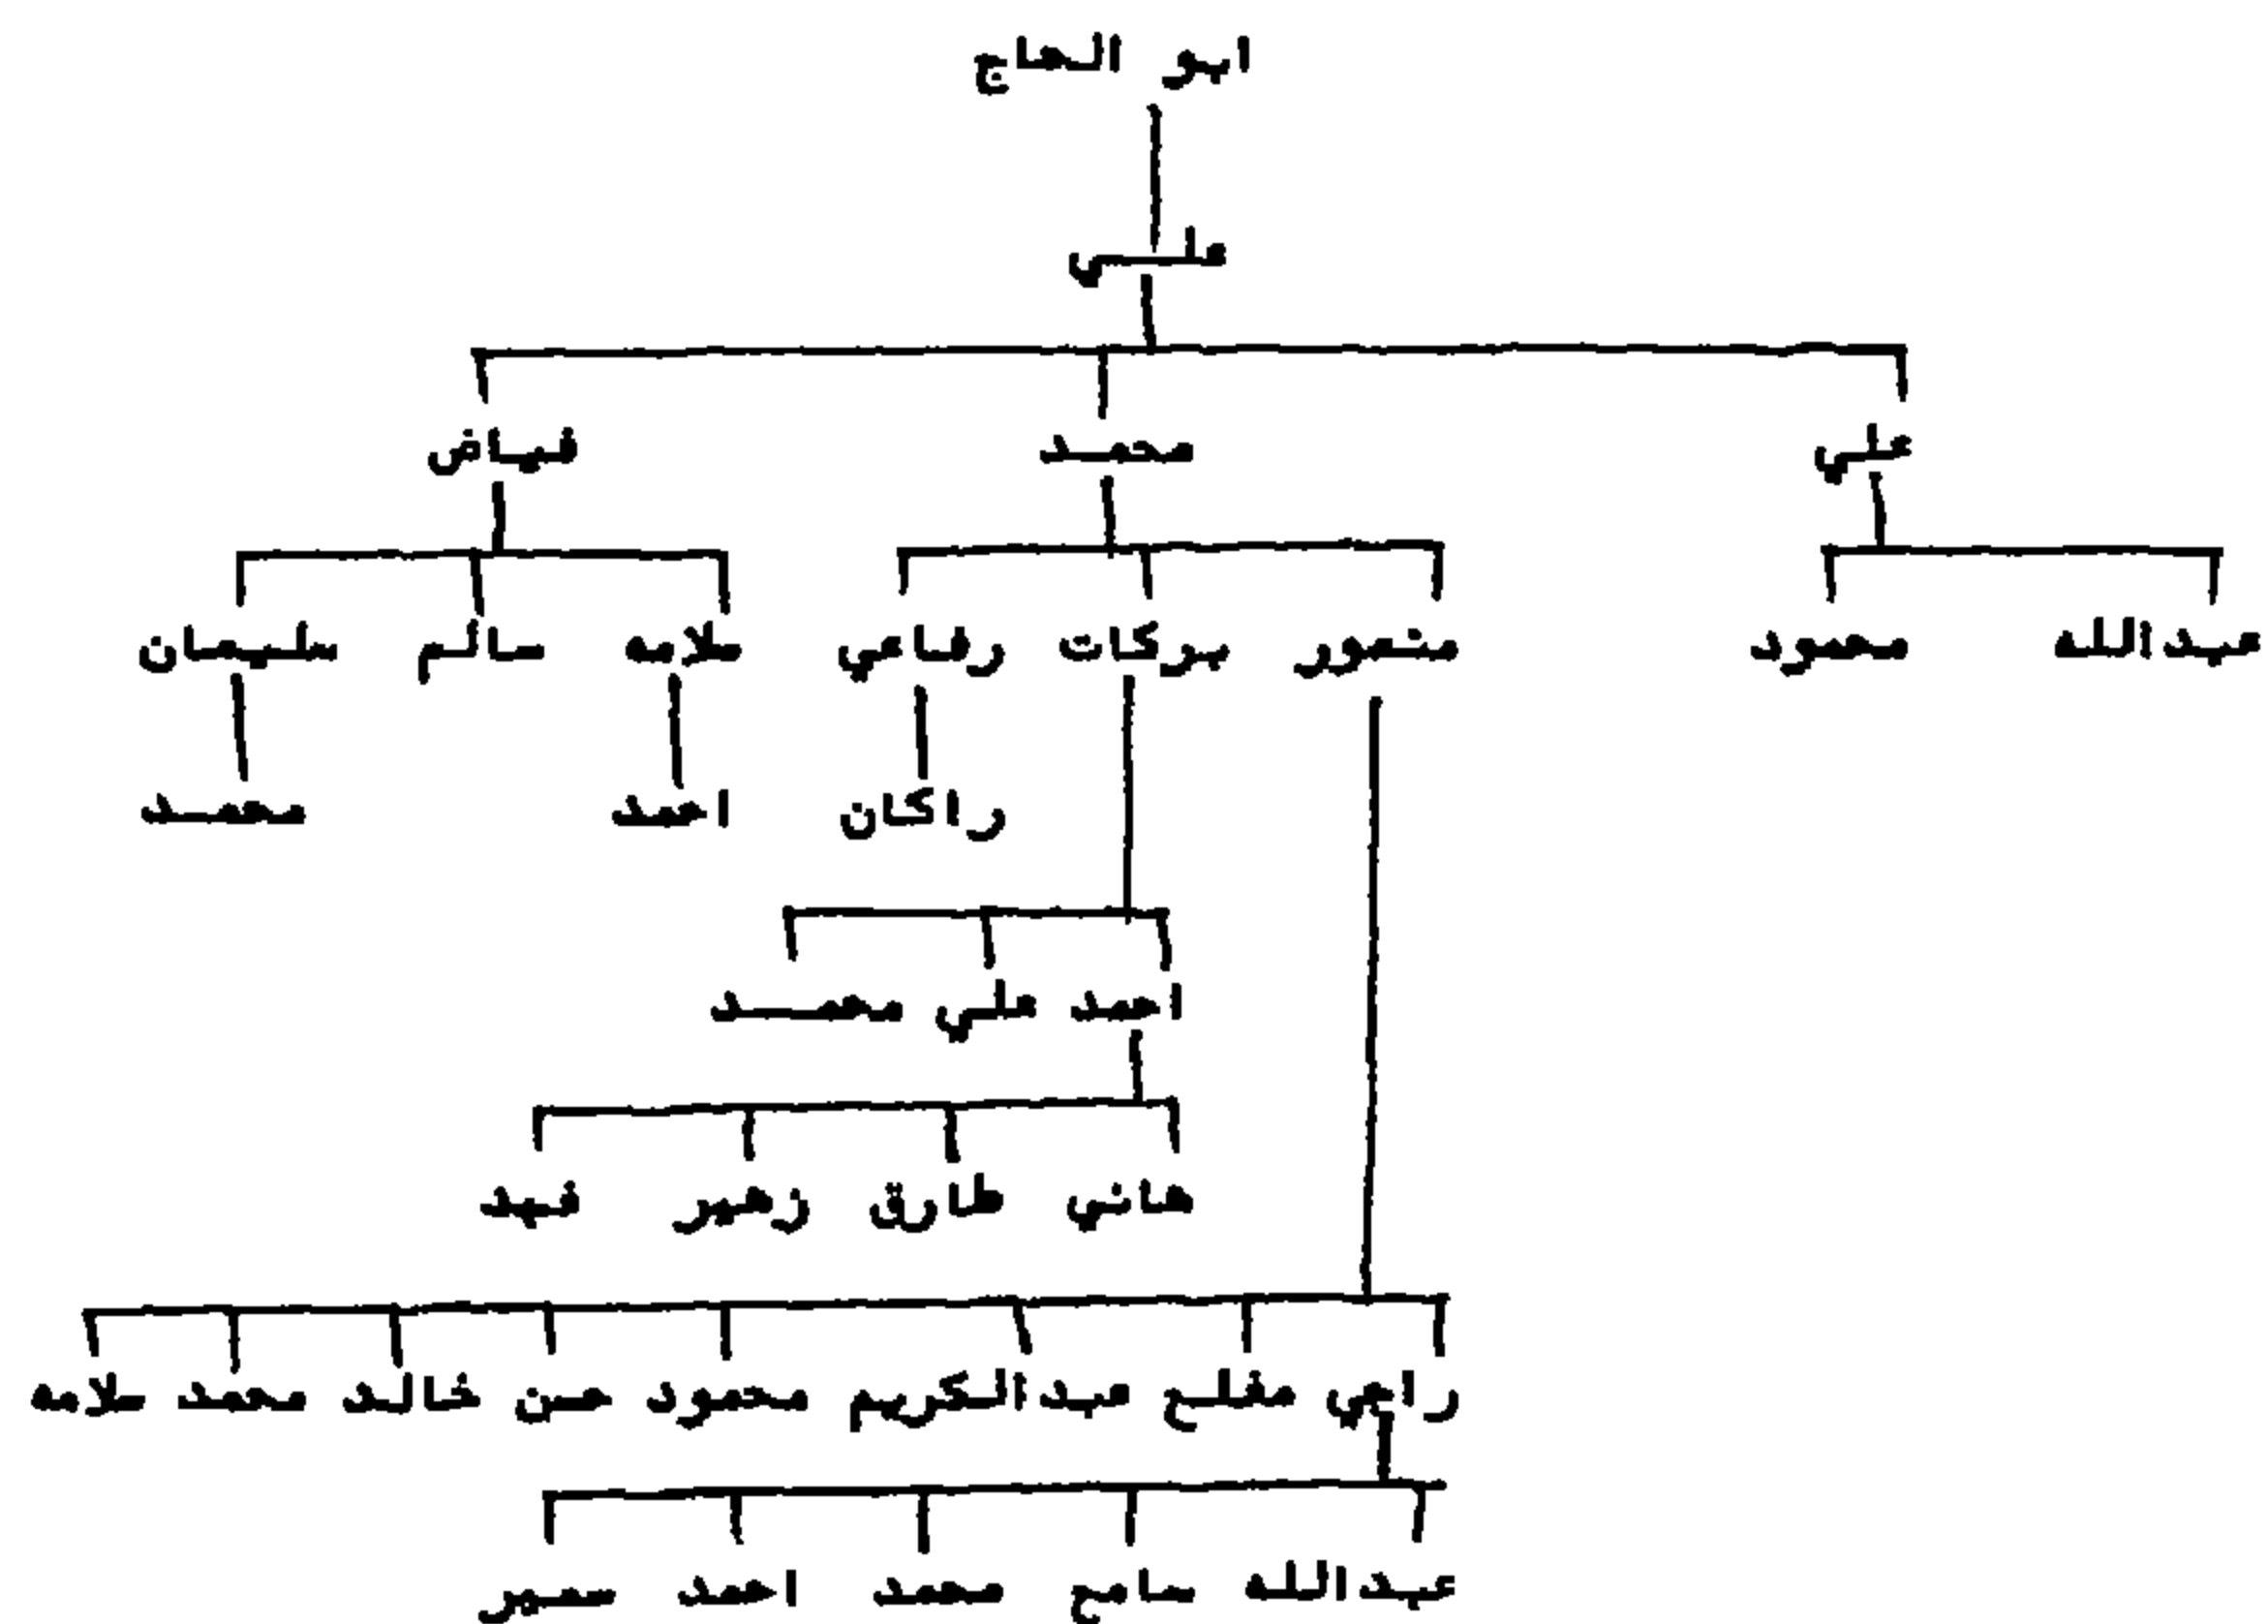 ابو الحاج
علي
علي محمد فياض
عبدالله محمود منصور بركات رفاعي سلامه سالم سليمان
راكان احمد محمد
احمد علي محمد
هاني طارق زهير فهد
راجي مفلح عبدالكريم محمود حسن خالد محمد سلامه
عبدالله سامح محمد احمد سمير